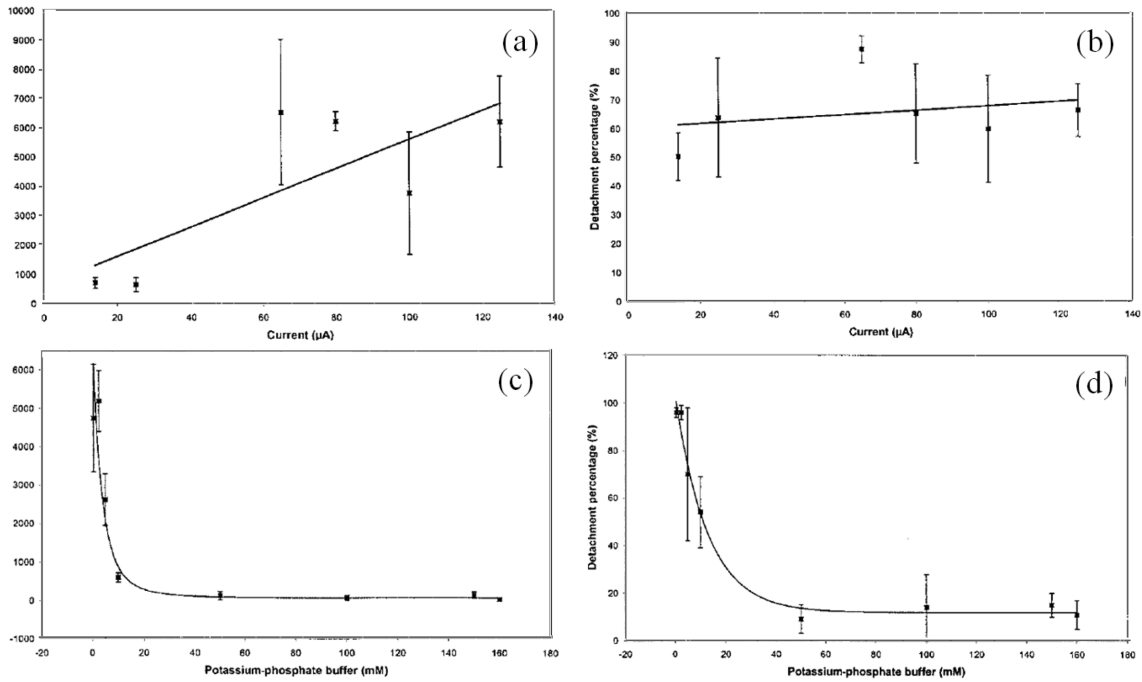 (a)
10000
9000
8000
7000
6000
5000
4000
3000
2000
1000
0
0 20 40 60 80 100 120 140
Current (µA)
(b)
Detachment percentage (%)
100
90
80
70
60
50
40
30
20
10
0
0 20 40 60 80 100 120 140
Current (µA)
(c)
6000
5000
4000
3000
2000
1000
0
-1000
-20 0 20 40 60 80 100 120 140 160 180
Potassium-phosphate buffer (mM)
(d)
Detachment percentage (%)
120
100
80
60
40
20
0
-20 0 20 40 60 80 100 120 140 160 180
Potassium-phosphate buffer (mM)